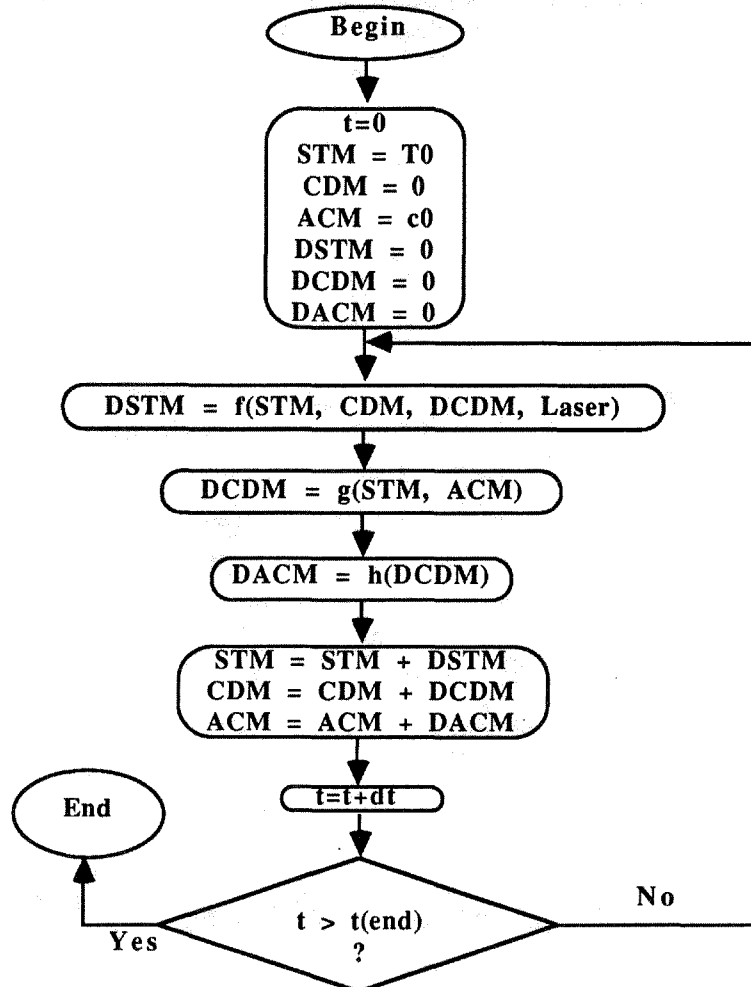 Begin
t=0
STM = T0
CDM = 0
ACM = c0
DSTM = 0
DCDM = 0
DACM = 0
DSTM = f(STM, CDM, DCDM, Laser)
DCDM = g(STM, ACM)
DACM = h(DCDM)
STM = STM + DSTM
CDM = CDM + DCDM
ACM = ACM + DACM
t=t+dt
End
t > t(end)
?
Yes
No